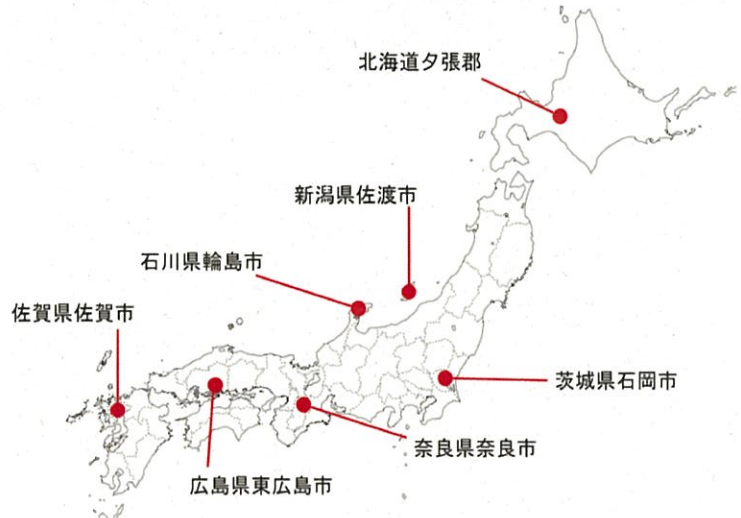 北海道夕張郡
新潟県佐渡市
石川県輪島市
佐賀県佐賀市
茨城県石岡市
奈良県奈良市
広島県東広島市